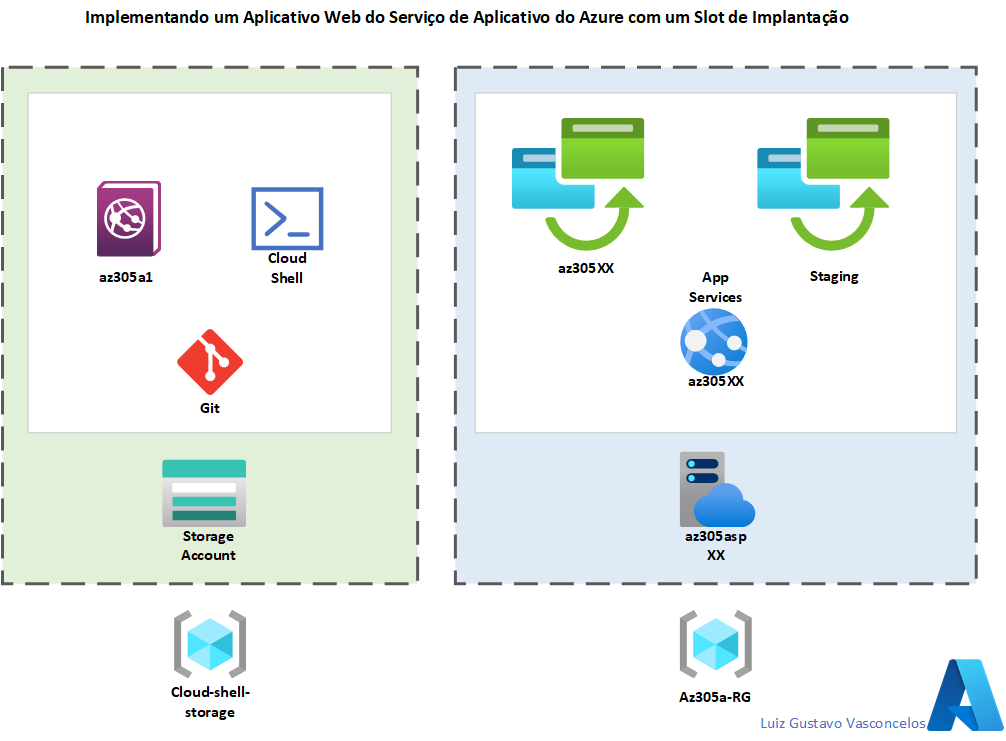 Implementando um Aplicativo Web do Serviço de Aplicativo do Azure com um Slot de Implantação
az305a1
Cloud
Shell
Git
Storage
Account
Cloud-shell-
storage
az305XX
Staging
App
Services
az305XX
az305asp
XX
Az305a-RG
Luiz Gustavo Vasconcelos